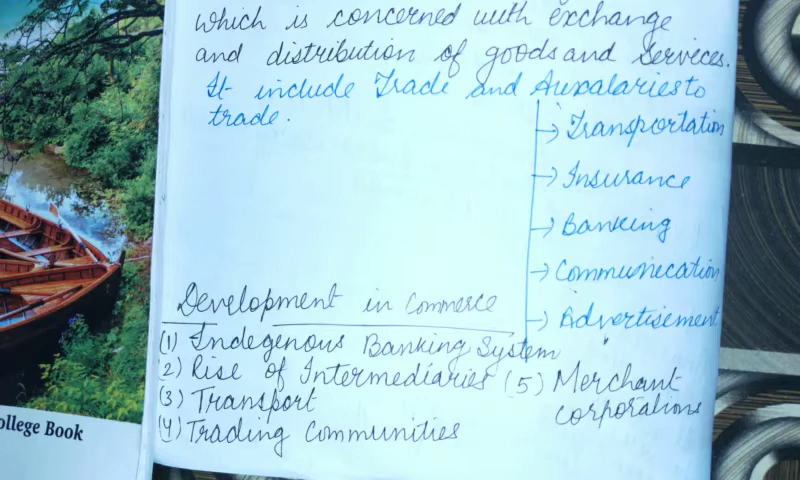 which is concerned with exchange
and distribution of goods and services.
It include Trade and Auxalaries to
trade.
→ Transportation
→ Insurance
→ Banking
→ Communecation
→ Advertisement
Development in commerce
(1) Indegenous Banking System
(2) Rise of Intermediaries
(3) Transport
(4) Trading Communities
(5) Merchant
corporations
ollege Book